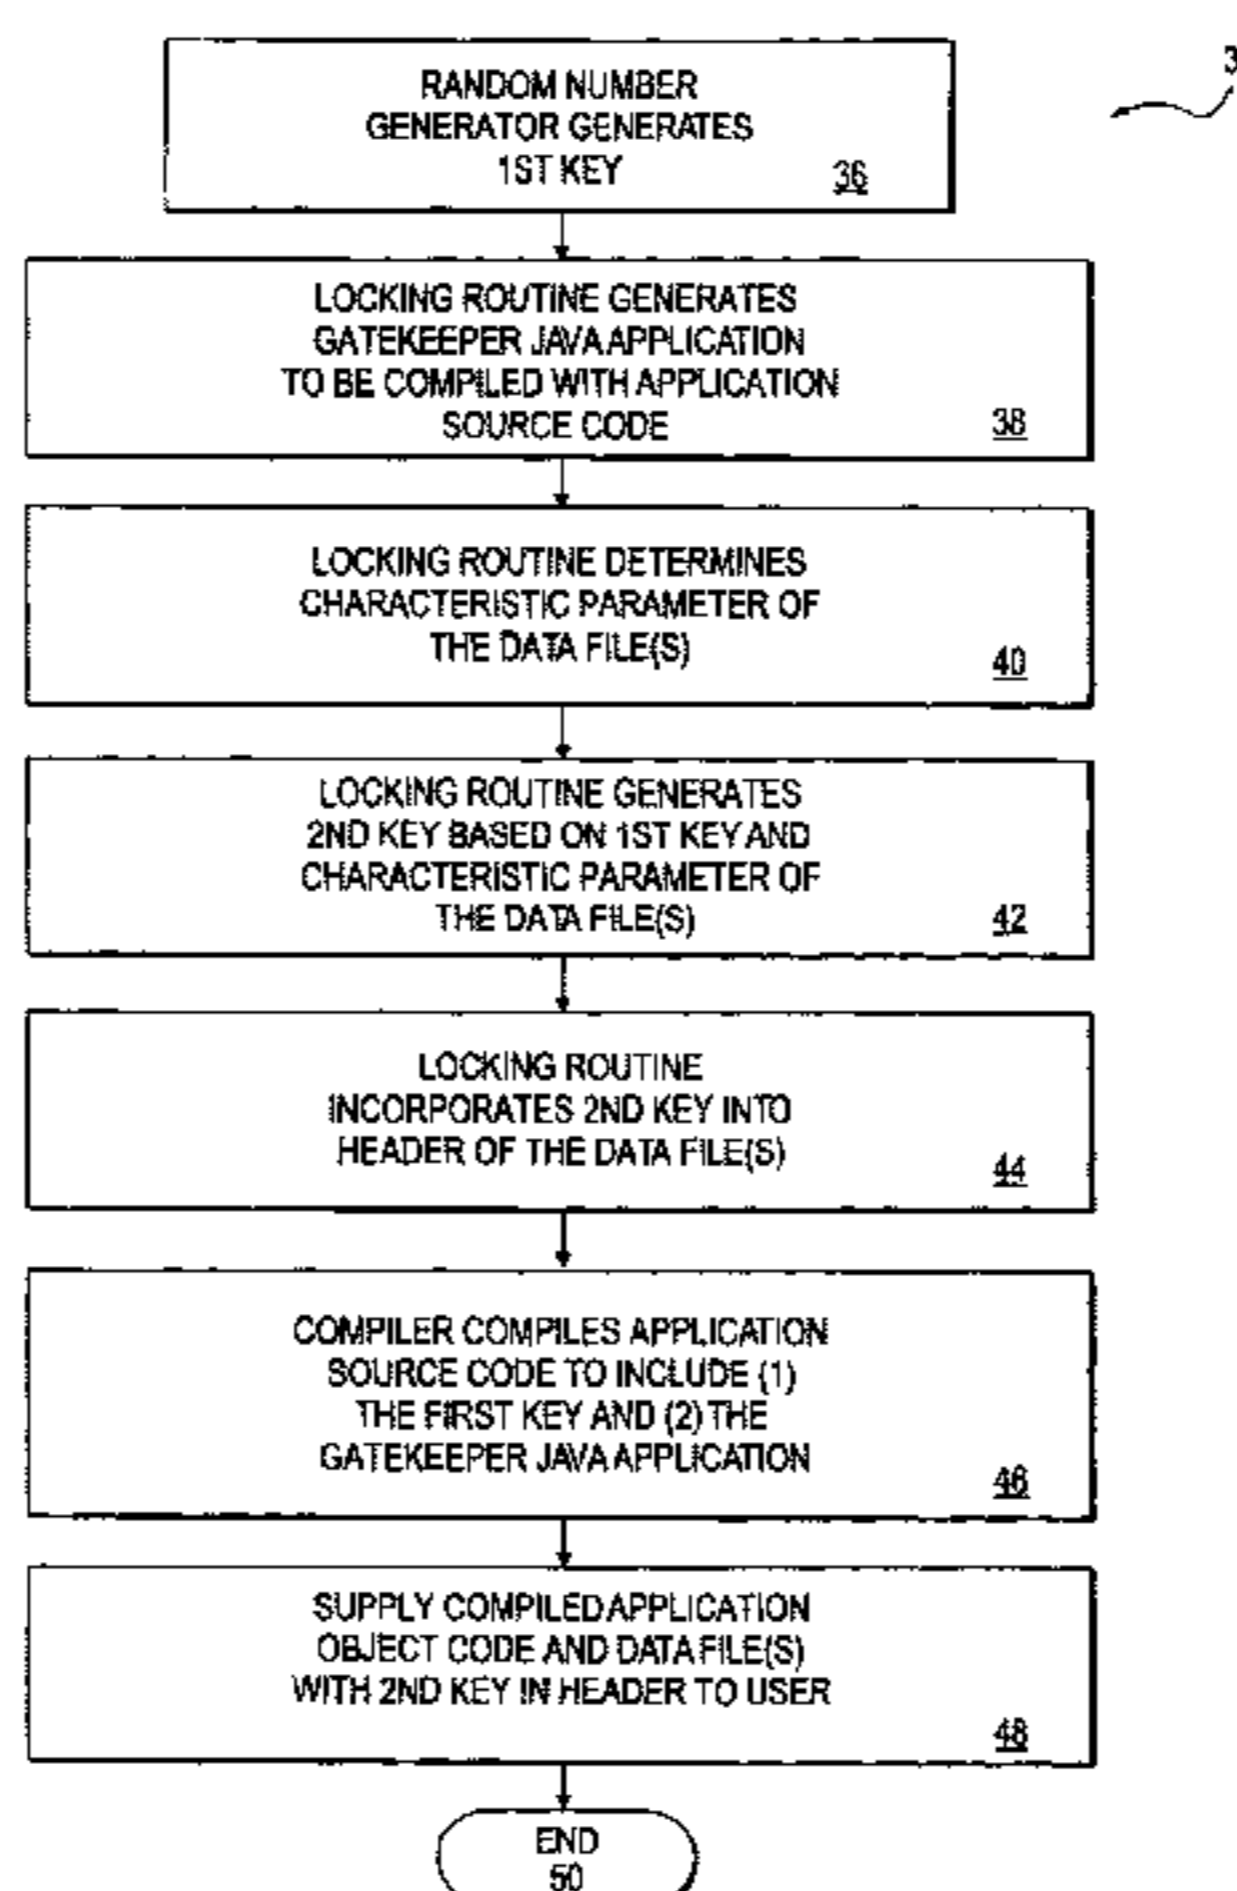 3
RANDOM NUMBER
GENERATOR GENERATES
1ST KEY
36
LOCKING ROUTINE GENERATES
GATEKEEPER JAVA APPLICATION
TO BE COMPILED WITH APPLICATION
SOURCE CODE
38
LOCKING ROUTINE DETERMINES
CHARACTERISTIC PARAMETER OF
THE DATA FILE(S)
40
LOCKING ROUTINE GENERATES
2ND KEY BASED ON 1ST KEY AND
CHARACTERISTIC PARAMETER OF
THE DATA FILE(S)
42
LOCKING ROUTINE
INCORPORATES 2ND KEY INTO
HEADER OF THE DATA FILE(S)
44
COMPILER COMPILES APPLICATION
SOURCE CODE TO INCLUDE (1)
THE FIRST KEY AND (2) THE
GATEKEEPER JAVA APPLICATION
46
SUPPLY COMPILED APPLICATION
OBJECT CODE AND DATA FILE(S)
WITH 2ND KEY IN HEADER TO USER
48
END
50